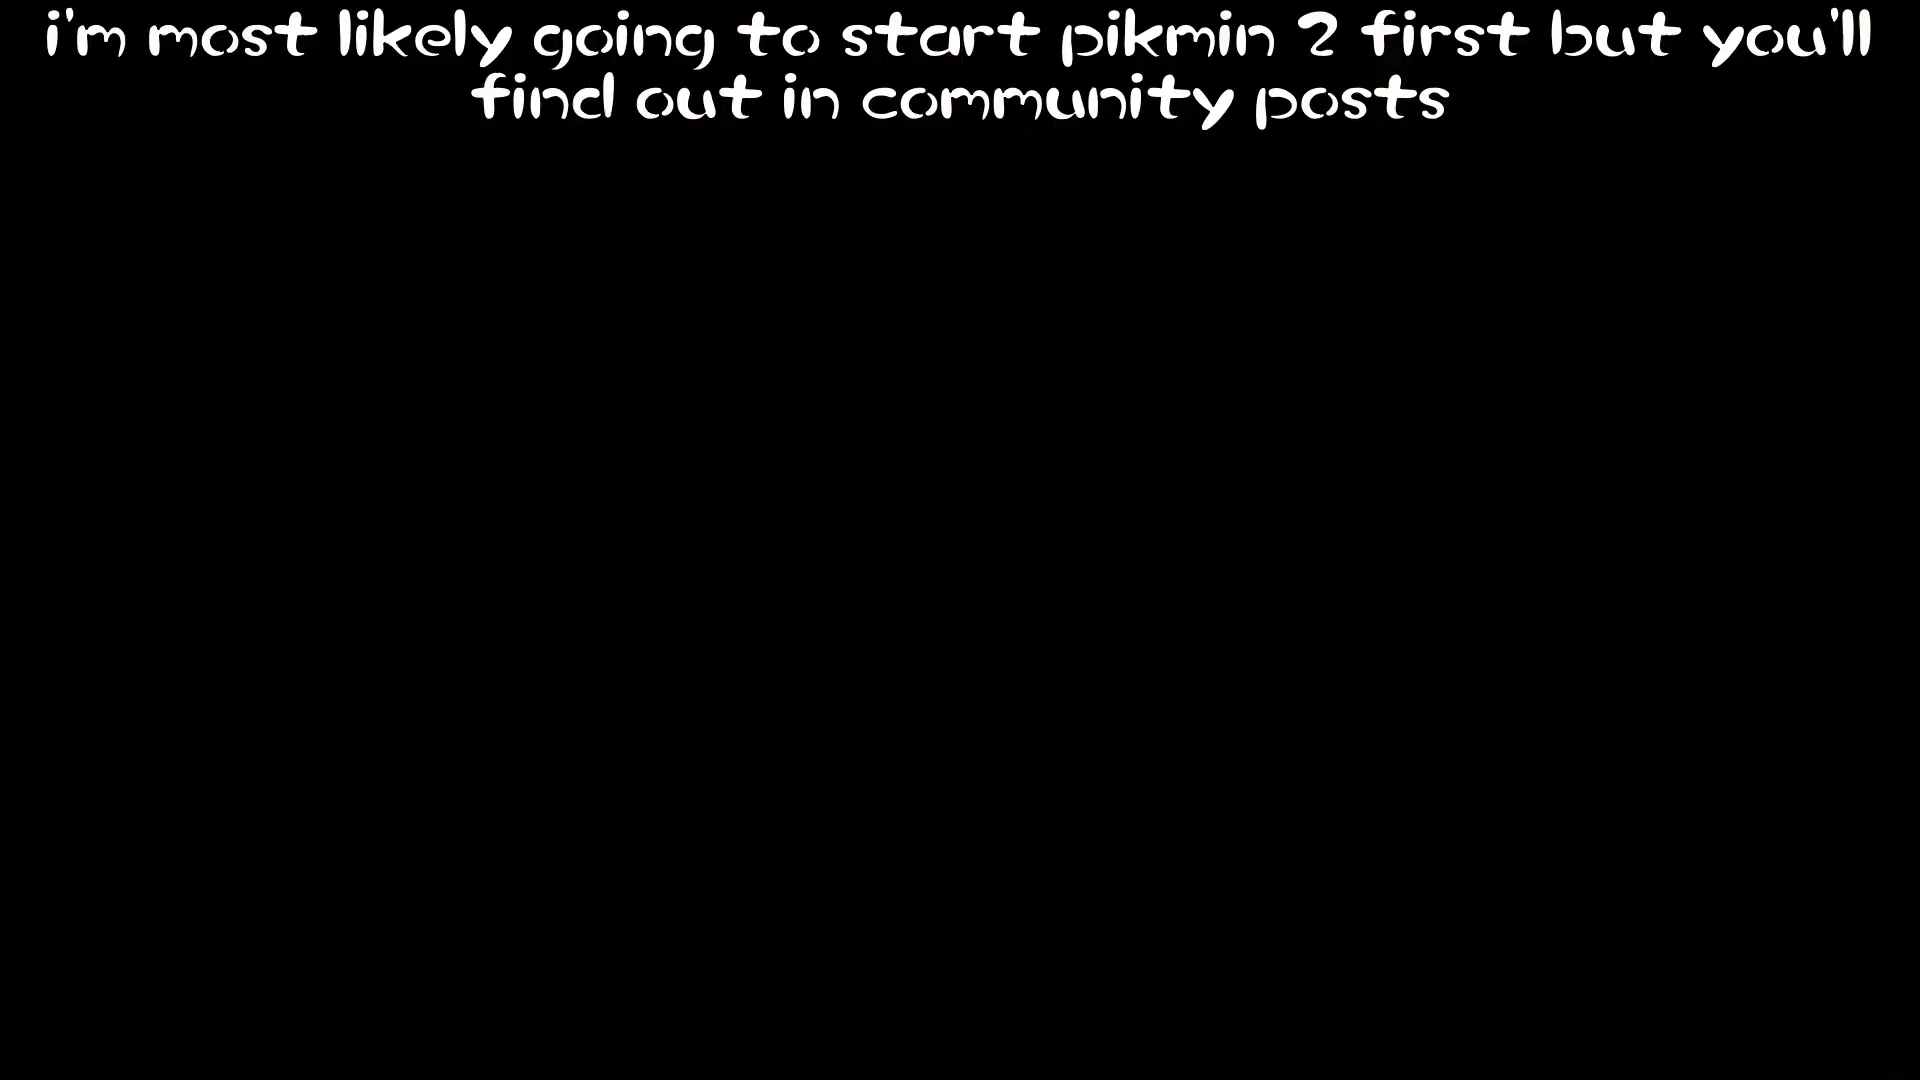 i'm most likely going to start pikmin 2 first but you'll
find out in community posts